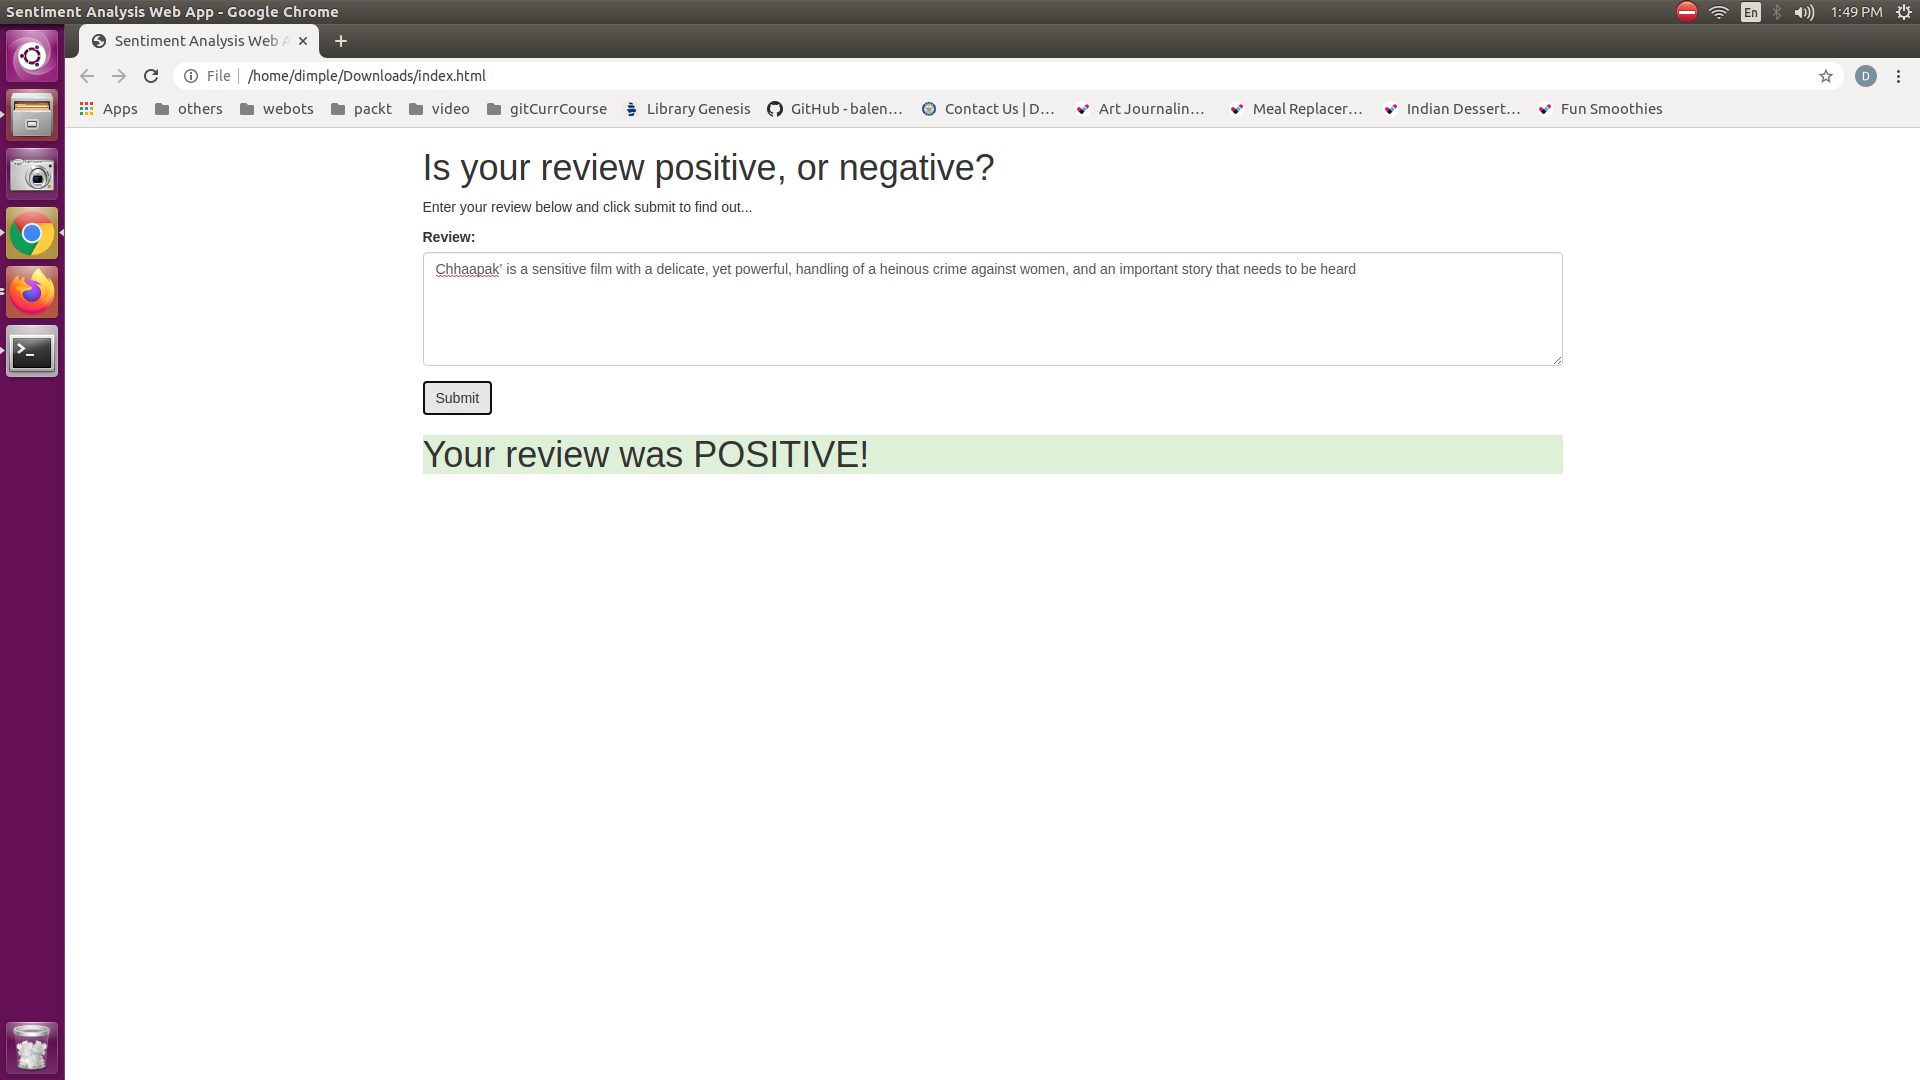 Sentiment Analysis Web App - Google Chrome
En
1:49 PM
Sentiment Analysis Web A
File
/home/dimple/Downloads/index.html
D
Apps
others
webots
packt
video
gitCurrCourse
Library Genesis
GitHub - balen…
Contact Us | D…
Art Journalin…
Meal Replacer…
Indian Dessert…
Fun Smoothies
Is your review positive, or negative?
Enter your review below and click submit to find out...
Review:
Chhaapak’ is a sensitive film with a delicate, yet powerful, handling of a heinous crime against women, and an important story that needs to be heard
Submit
Your review was POSITIVE!